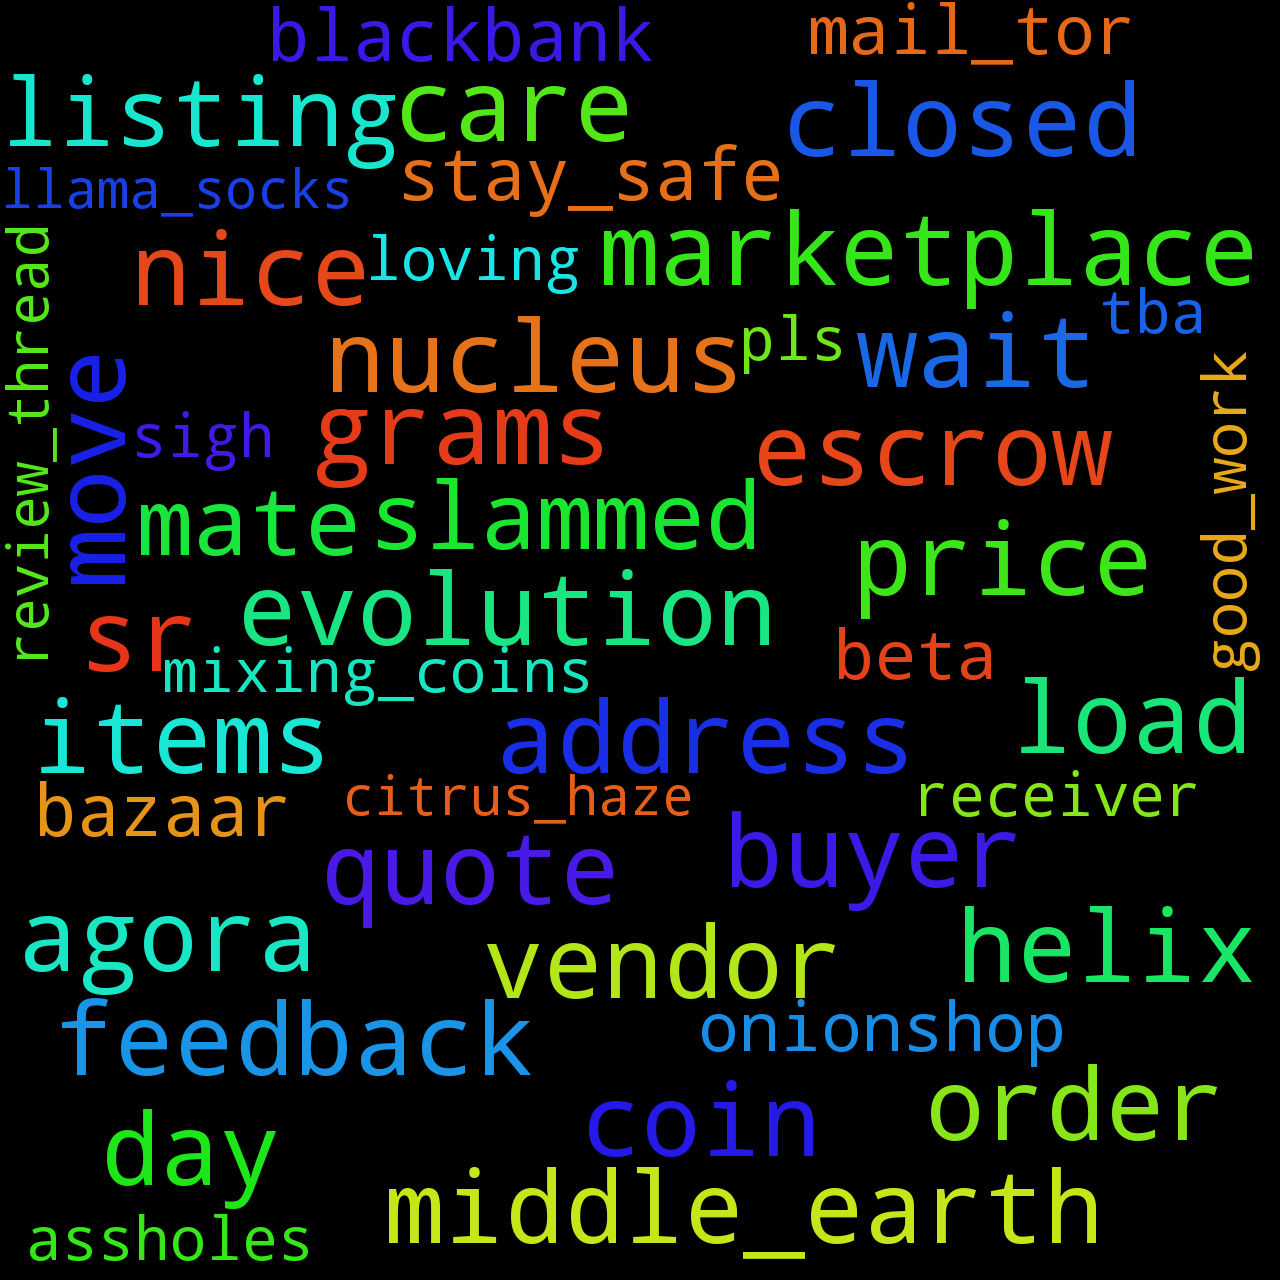 blackbank
mail_tor
listing
care
closed
llama_socks
stay_safe
review_thread
nice
loving
marketplace
tba
nucleus
pls
wait
good_work
move
sigh
grams
escrow
mate
slammed
price
evolution
sr
mixing_coins
beta
items
address
load
bazaar
citrus_haze
receiver
quote
buyer
agora
vendor
helix
feedback
onionshop
day
coin
order
assholes
middle_earth